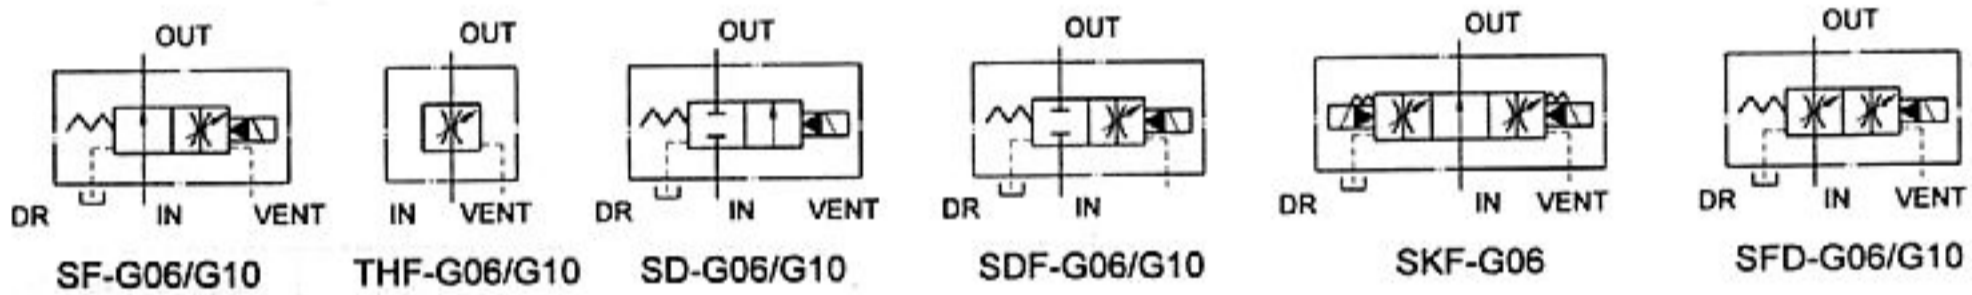 OUT OUT OUT OUT OUT OUT
DR IN VENT IN VENT DR IN VENT DR IN DR IN VENT DR IN VENT
SF-G06/G10 THF-G06/G10 SD-G06/G10 SDF-G06/G10 SKF-G06 SFD-G06/G10